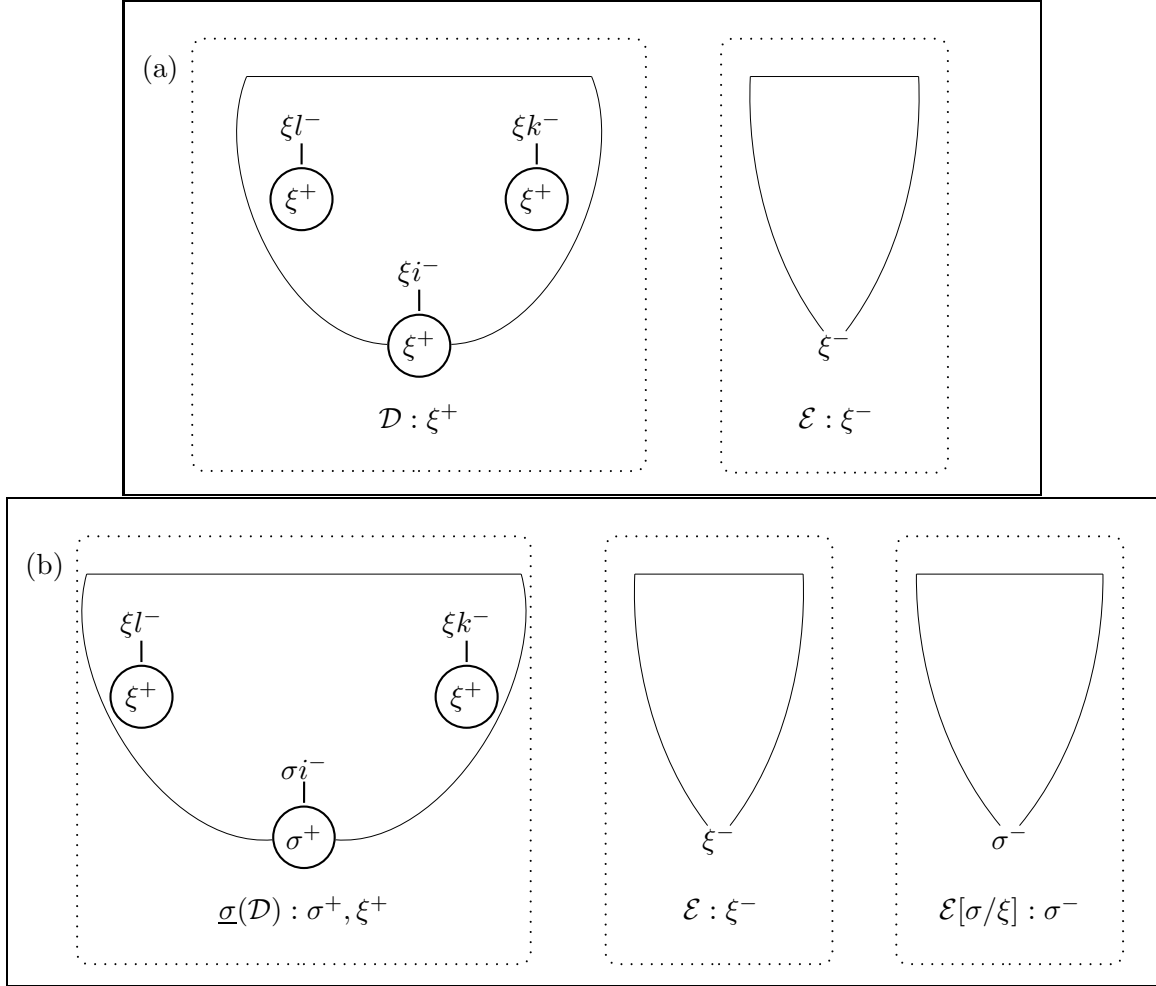 (a)
ξl⁻ ξk⁻
ξ⁺ ξ⁺
ξi⁻
ξ⁺ ξ⁻
𝒟 : ξ⁺ ℰ : ξ⁻
(b)
ξl⁻ ξk⁻
ξ⁺ ξ⁺
σi⁻
σ⁺ ξ⁻ σ⁻
σ̲(𝒟) : σ⁺, ξ⁺ ℰ : ξ⁻ ℰ[σ/ξ] : σ⁻